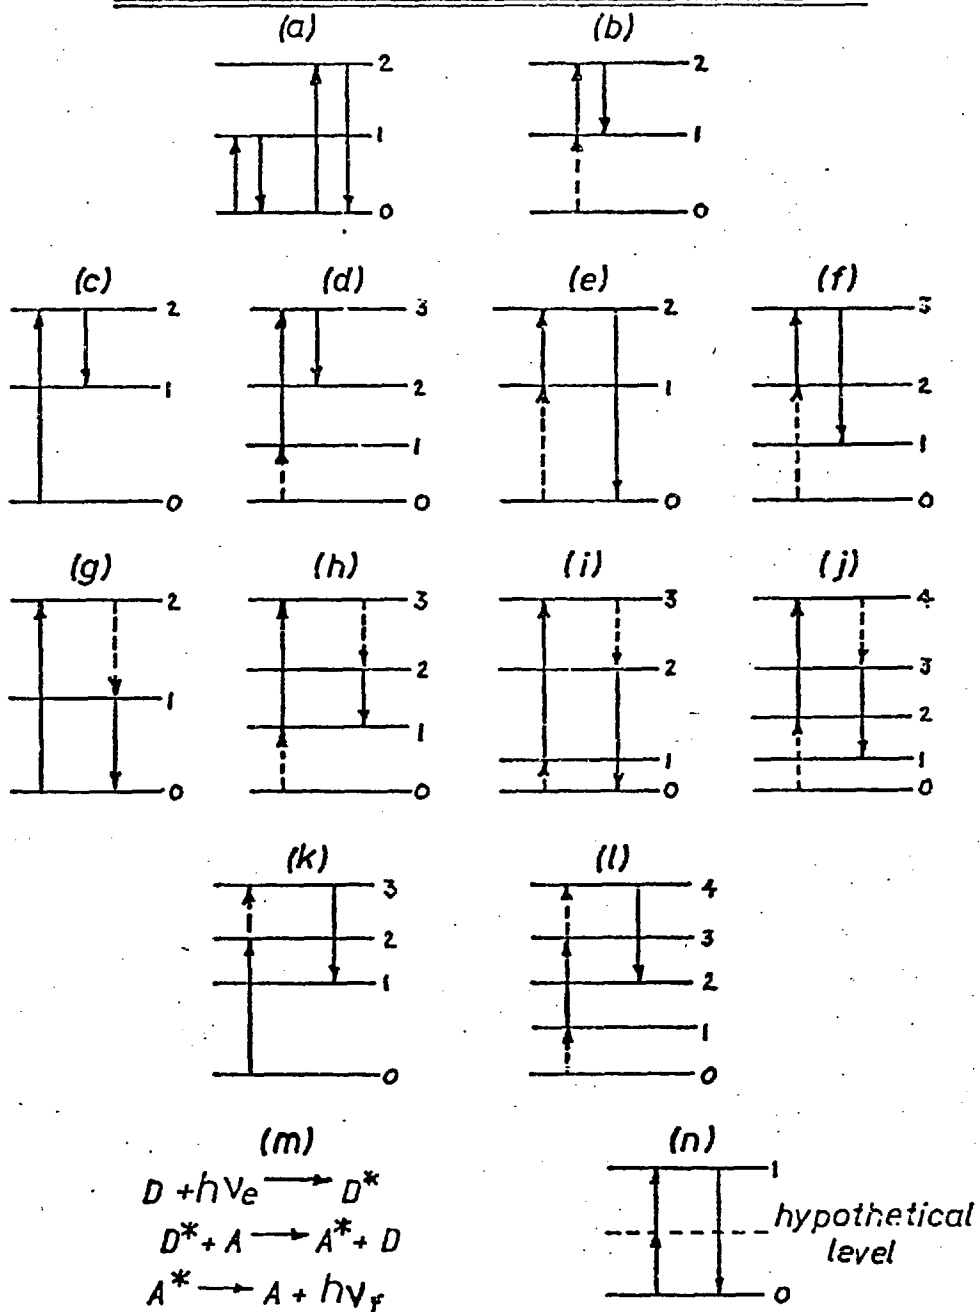 (a) (b)
2 2
1 1
0 0
(c) (d) (e) (f)
2 3 2 3
1 2 1 2
1 1
0 0 0 0
(g) (h) (i) (j)
2 3 3 4
1 2 2 3
1 1 2
1
0 0 0 0
(k) (l)
3 4
2 3
1 2
1
0 0
(m) (n)
D + hνe → D* 1
D* + A → A* + D hypothetical
level
A* → A + hνf 0